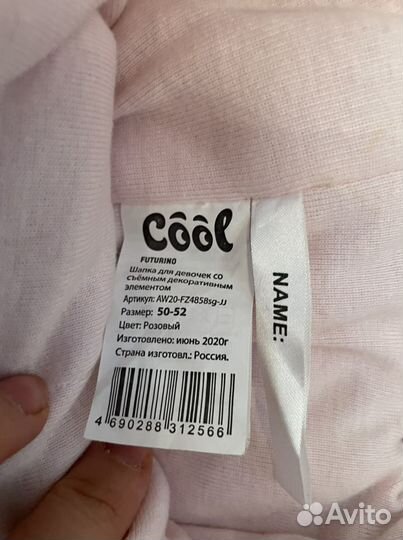 Cool
FUTURINO
Шапка для девочек со
съёмным декоративным
элементом
Артикул: AW20-FZ4858sg-JJ
Размер: 50-52
Цвет: Розовый
Изготовлено: июнь 2020г
Страна изготовл.: Россия.
4 690288 312566
NAME:
Avito